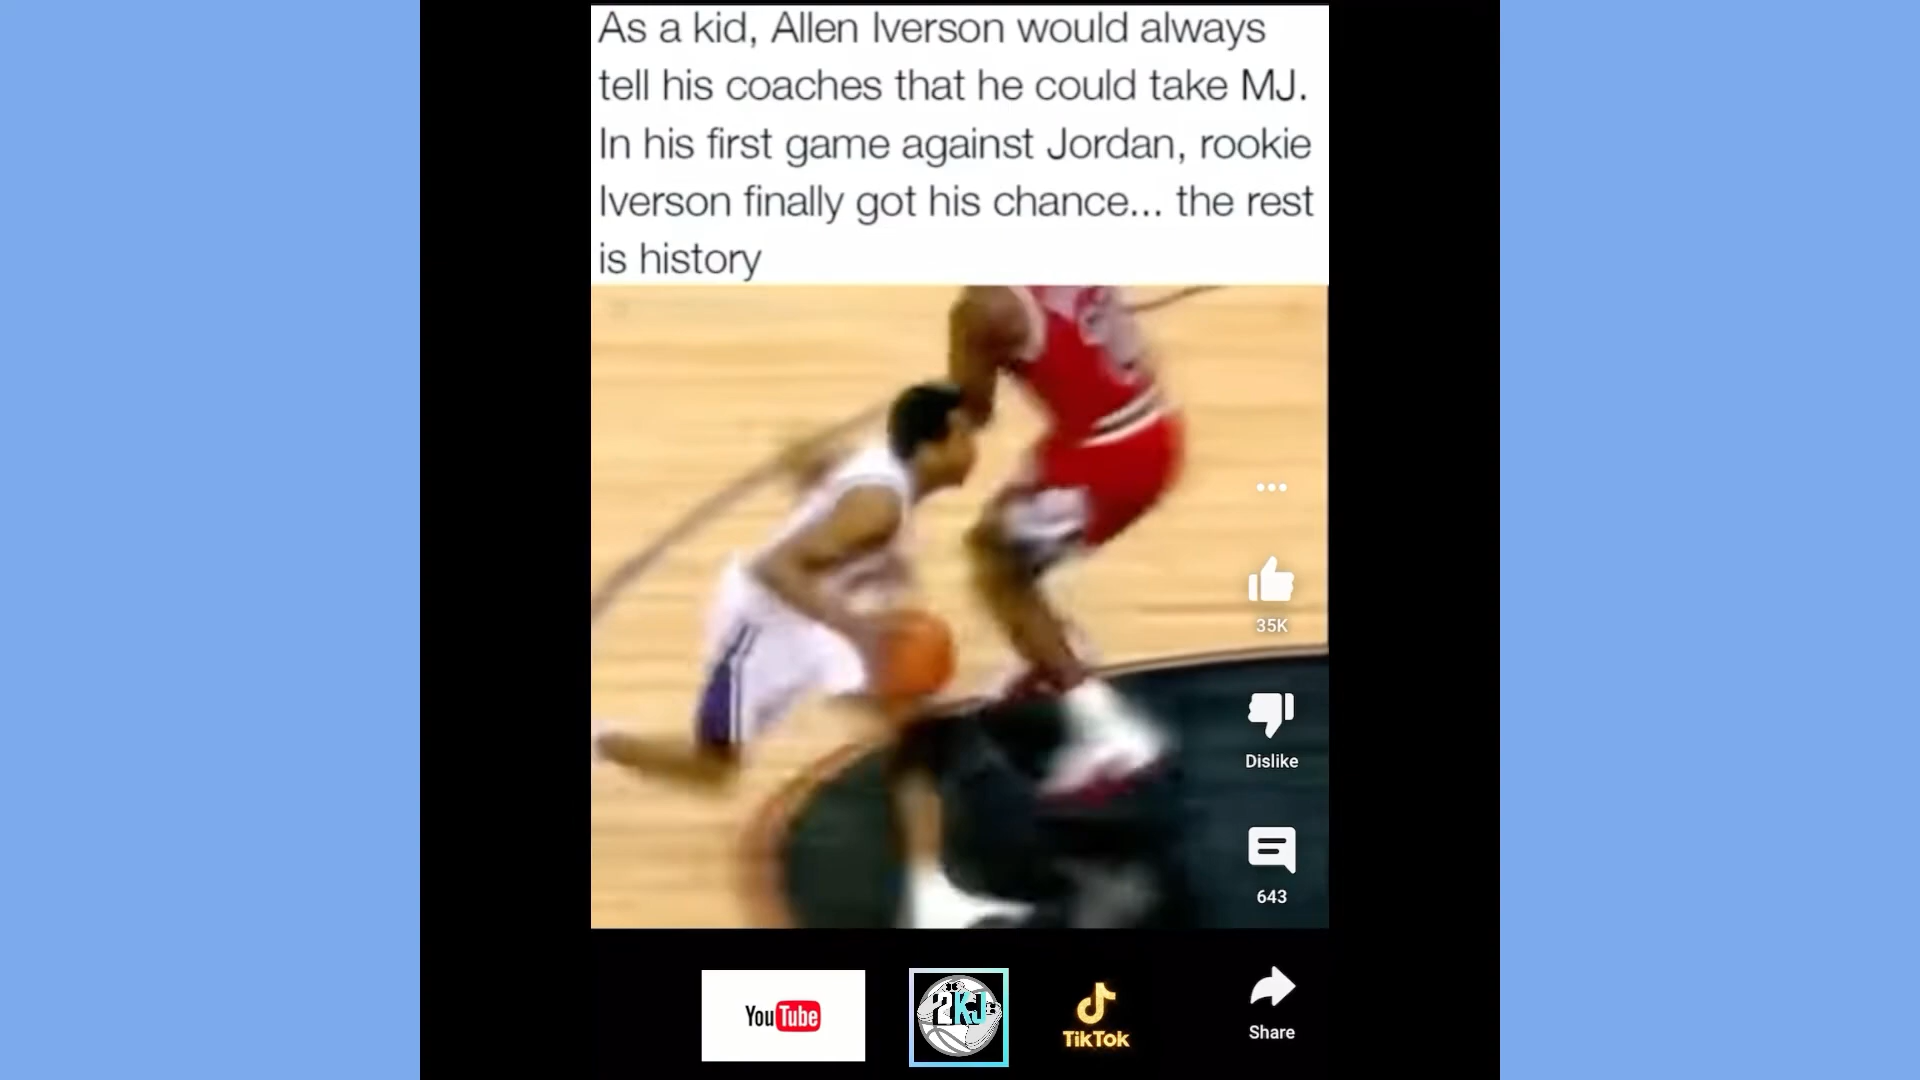 As a kid, Allen Iverson would always
tell his coaches that he could take MJ.
In his first game against Jordan, rookie
Iverson finally got his chance... the rest
is history
35K
Dislike
643
YouTube
2KJ
TikTok
Share